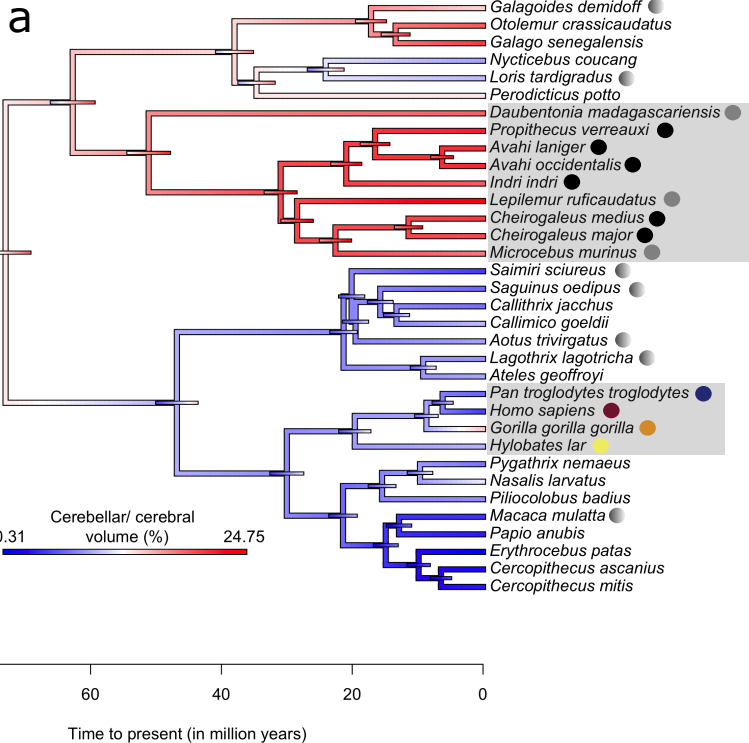 a
Galagoides demidoff
Otolemur crassicaudatus
Galago senegalensis
Nycticebus coucang
Loris tardigradus
Perodicticus potto
Daubentonia madagascariensis
Propithecus verreauxi
Avahi laniger
Avahi occidentalis
Indri indri
Lepilemur ruficaudatus
Cheirogaleus medius
Cheirogaleus major
Microcebus murinus
Saimiri sciureus
Saguinus oedipus
Callithrix jacchus
Callimico goeldii
Aotus trivirgatus
Lagothrix lagotricha
Ateles geoffroyi
Pan troglodytes troglodytes
Homo sapiens
Gorilla gorilla gorilla
Hylobates lar
Pygathrix nemaeus
Nasalis larvatus
Piliocolobus badius
Macaca mulatta
Papio anubis
Erythrocebus patas
Cercopithecus ascanius
Cercopithecus mitis
Cerebellar/ cerebral
volume (%)
0.31 24.75
60 40 20 0
Time to present (in million years)